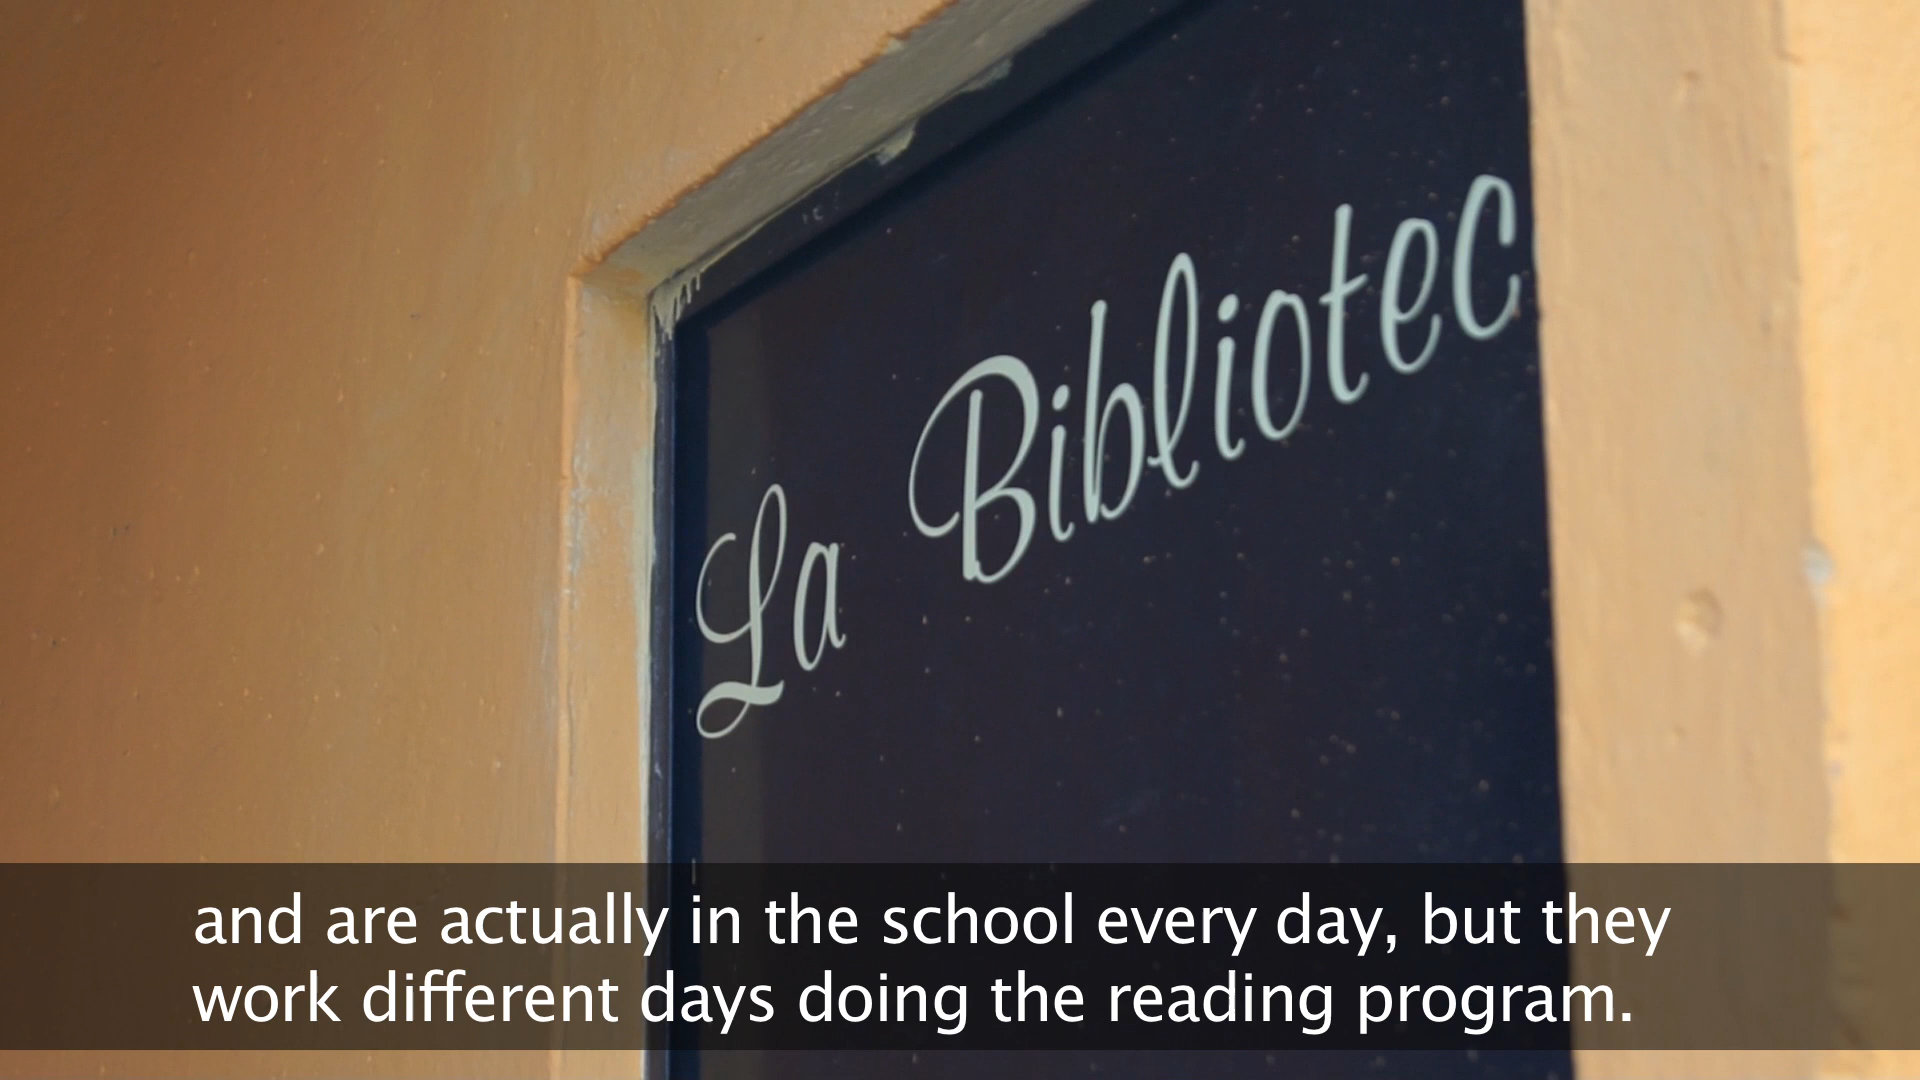 La Bibliotec
and are actually in the school every day, but they
work different days doing the reading program.